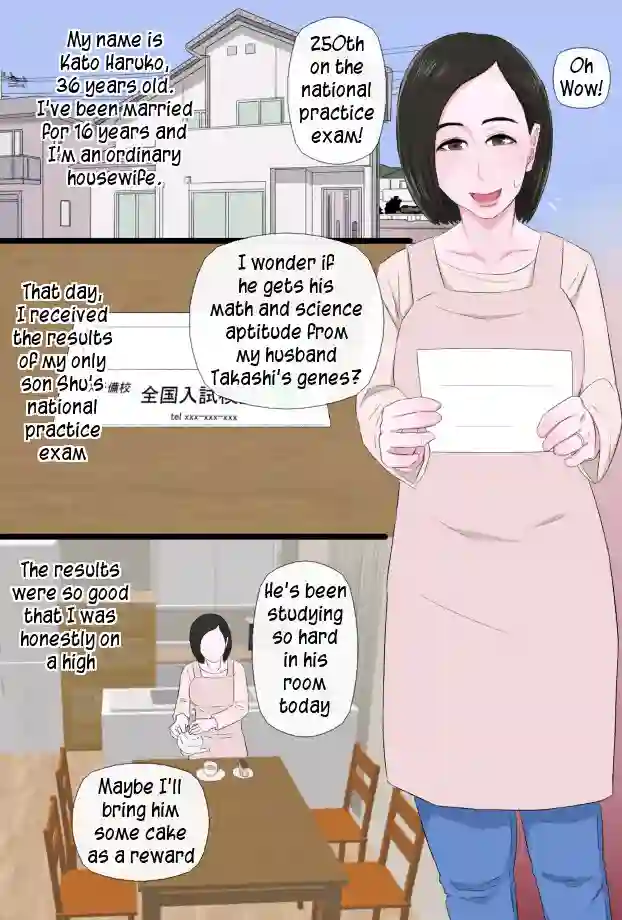 My name is
Kato Haruko,
36 years old.
I've been married
for 16 years and
I'm an ordinary
housewife.
250th
on the
national
practice
exam!
Oh
Wow!
I wonder if
he gets his
math and science
aptitude from
my husband
Takashi's genes?
That day,
I received
the results
of my only
son Shu's
national
practice
exam
備校
全国入試
tel xxx-xxx-xxx
The results
were so good
that I was
honestly on
a high
He's been
studying
so hard
in his
room
today
Maybe I'll
bring him
some cake
as a reward